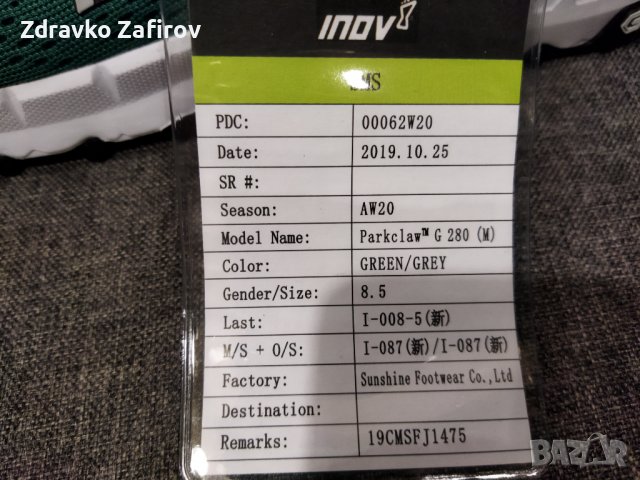 Zdravko Zafirov
INOV8
SMS
PDC: 00062W20
Date: 2019.10.25
SR #:
Season: AW20
Model Name: Parkclaw™ G 280 (M)
Color: GREEN/GREY
Gender/Size: 8.5
Last: I-008-5(新)
M/S + O/S: I-087(新)/I-087(新)
Factory: Sunshine Footwear Co.,Ltd
Destination:
Remarks: 19CMSFJ1475
BAZAR